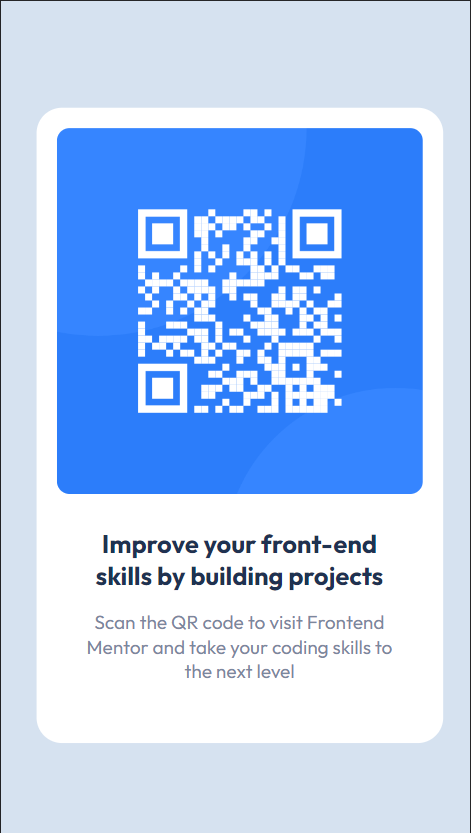 Improve your front-end
skills by building projects
Scan the QR code to visit Frontend
Mentor and take your coding skills to
the next level